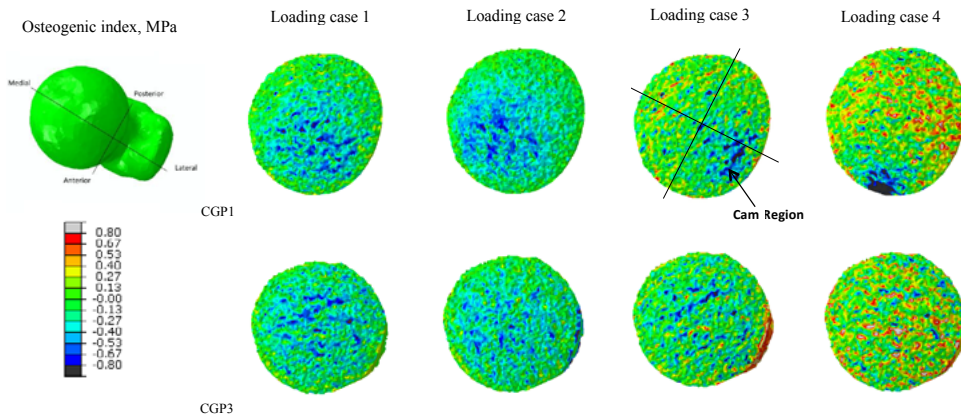 Osteogenic index, MPa
Loading case 1
Loading case 2
Loading case 3
Loading case 4
Medial
Posterior
Lateral
Anterior
CGP1
Cam Region
0.80
0.67
0.53
0.40
0.27
0.13
-0.00
-0.13
-0.27
-0.40
-0.53
-0.67
-0.80
CGP3